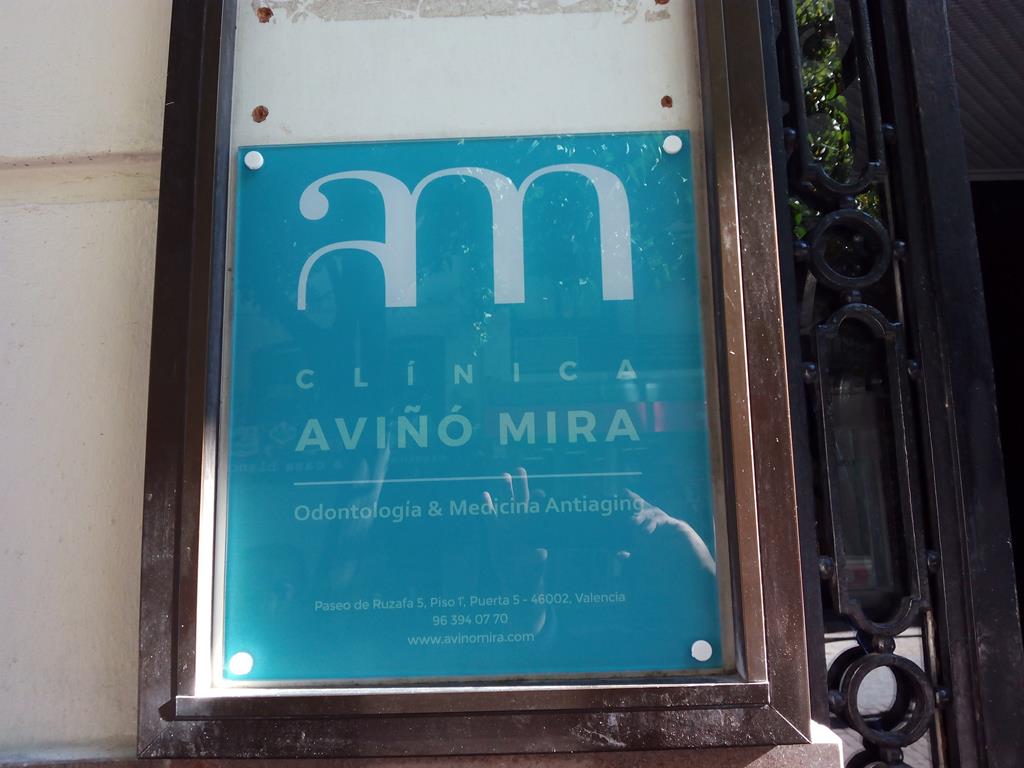 am
CLÍNICA
AVIÑÓ MIRA
Odontología & Medicina Antiaging
Paseo de Ruzafa 5, Piso 1, Puerta 5 - 46002, Valencia
96 394 07 70
www.avinomira.com